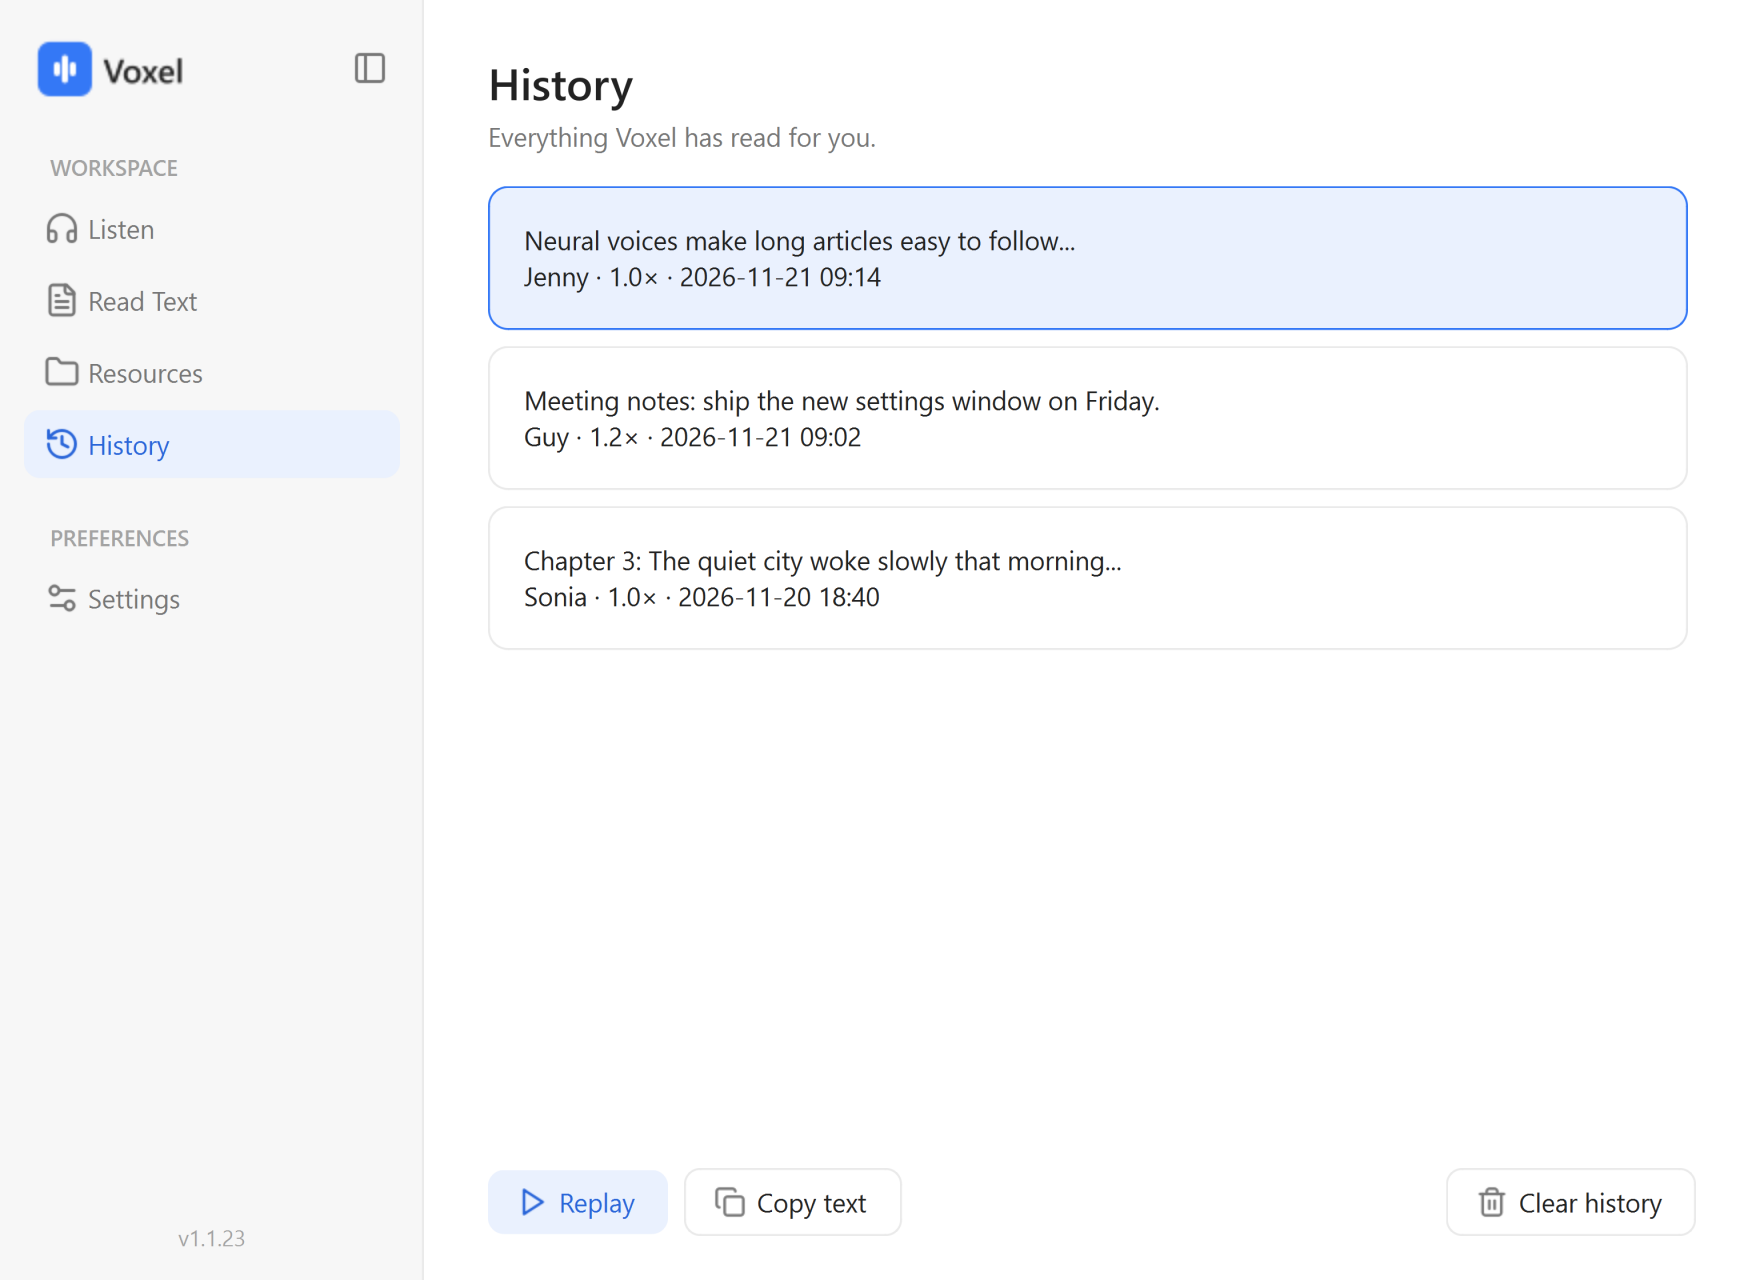 Voxel
WORKSPACE
Listen
Read Text
Resources
History
PREFERENCES
Settings
v1.1.23
History
Everything Voxel has read for you.
Neural voices make long articles easy to follow...
Jenny · 1.0× · 2026-11-21 09:14
Meeting notes: ship the new settings window on Friday.
Guy · 1.2× · 2026-11-21 09:02
Chapter 3: The quiet city woke slowly that morning...
Sonia · 1.0× · 2026-11-20 18:40
Replay
Copy text
Clear history